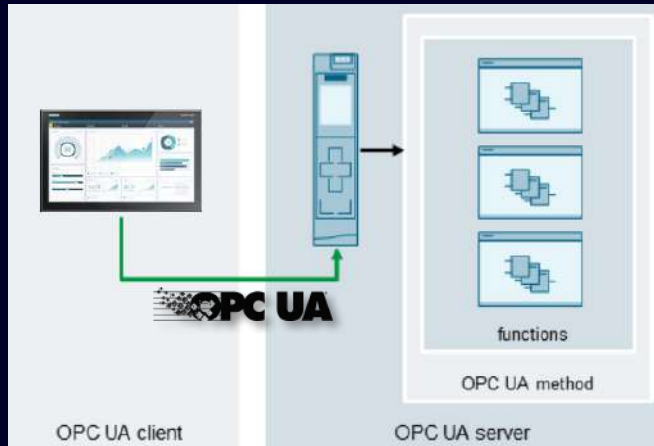 OPC UA
functions
OPC UA method
OPC UA client
OPC UA server